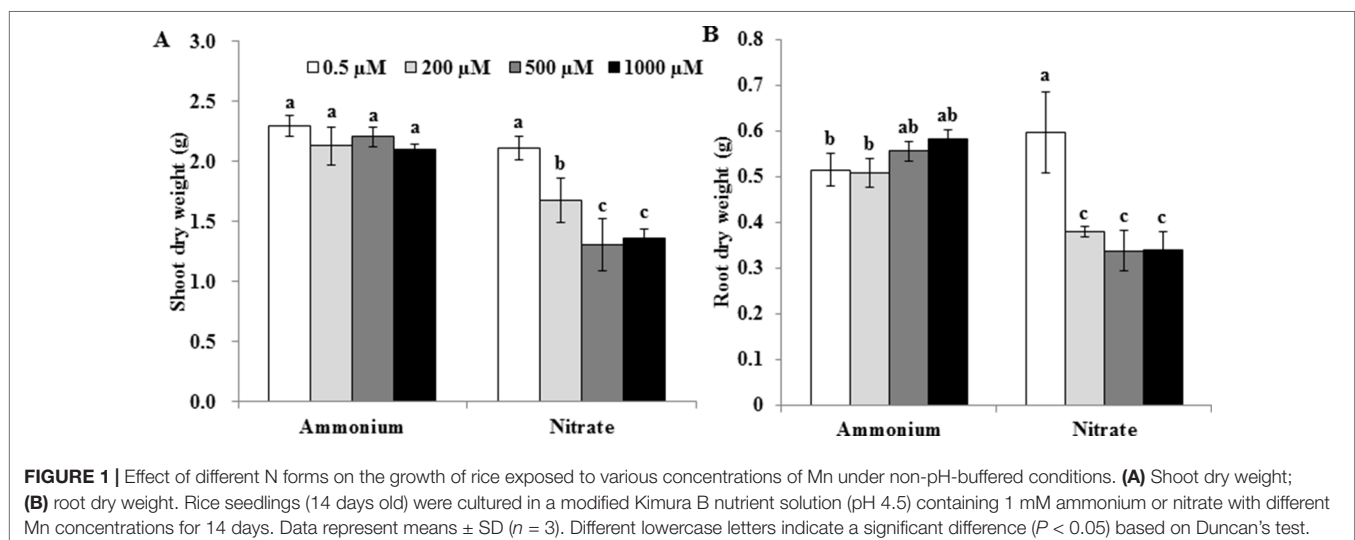 A
B
3.0
2.5
2.0
1.5
1.0
0.5
0.0
Shoot dry weight (g)
0.5 µM 200 µM 500 µM 1000 µM
a a a a a b c c
Ammonium Nitrate
0.8
0.7
0.6
0.5
0.4
0.3
0.2
0.1
0
Root dry weight (g)
b b ab ab a c c c
Ammonium Nitrate
FIGURE 1 | Effect of different N forms on the growth of rice exposed to various concentrations of Mn under non-pH-buffered conditions. (A) Shoot dry weight;
(B) root dry weight. Rice seedlings (14 days old) were cultured in a modified Kimura B nutrient solution (pH 4.5) containing 1 mM ammonium or nitrate with different
Mn concentrations for 14 days. Data represent means ± SD (n = 3). Different lowercase letters indicate a significant difference (P < 0.05) based on Duncan's test.